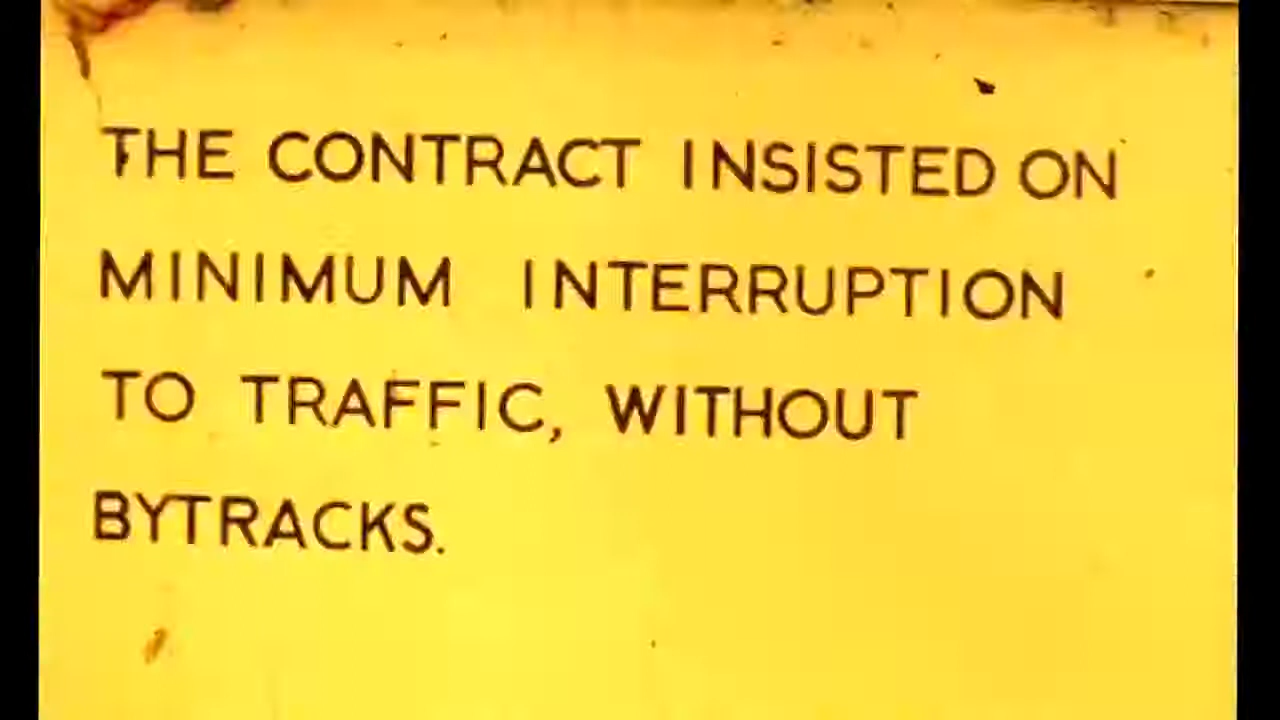 THE CONTRACT INSISTED ON
MINIMUM INTERRUPTION
TO TRAFFIC, WITHOUT
BYTRACKS.